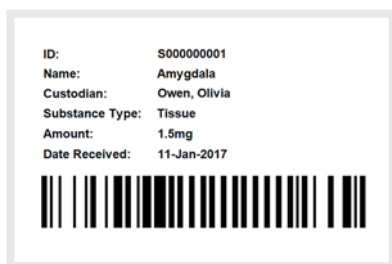 ID: S000000001
Name: Amygdala
Custodian: Owen, Olivia
Substance Type: Tissue
Amount: 1.5mg
Date Received: 11-Jan-2017